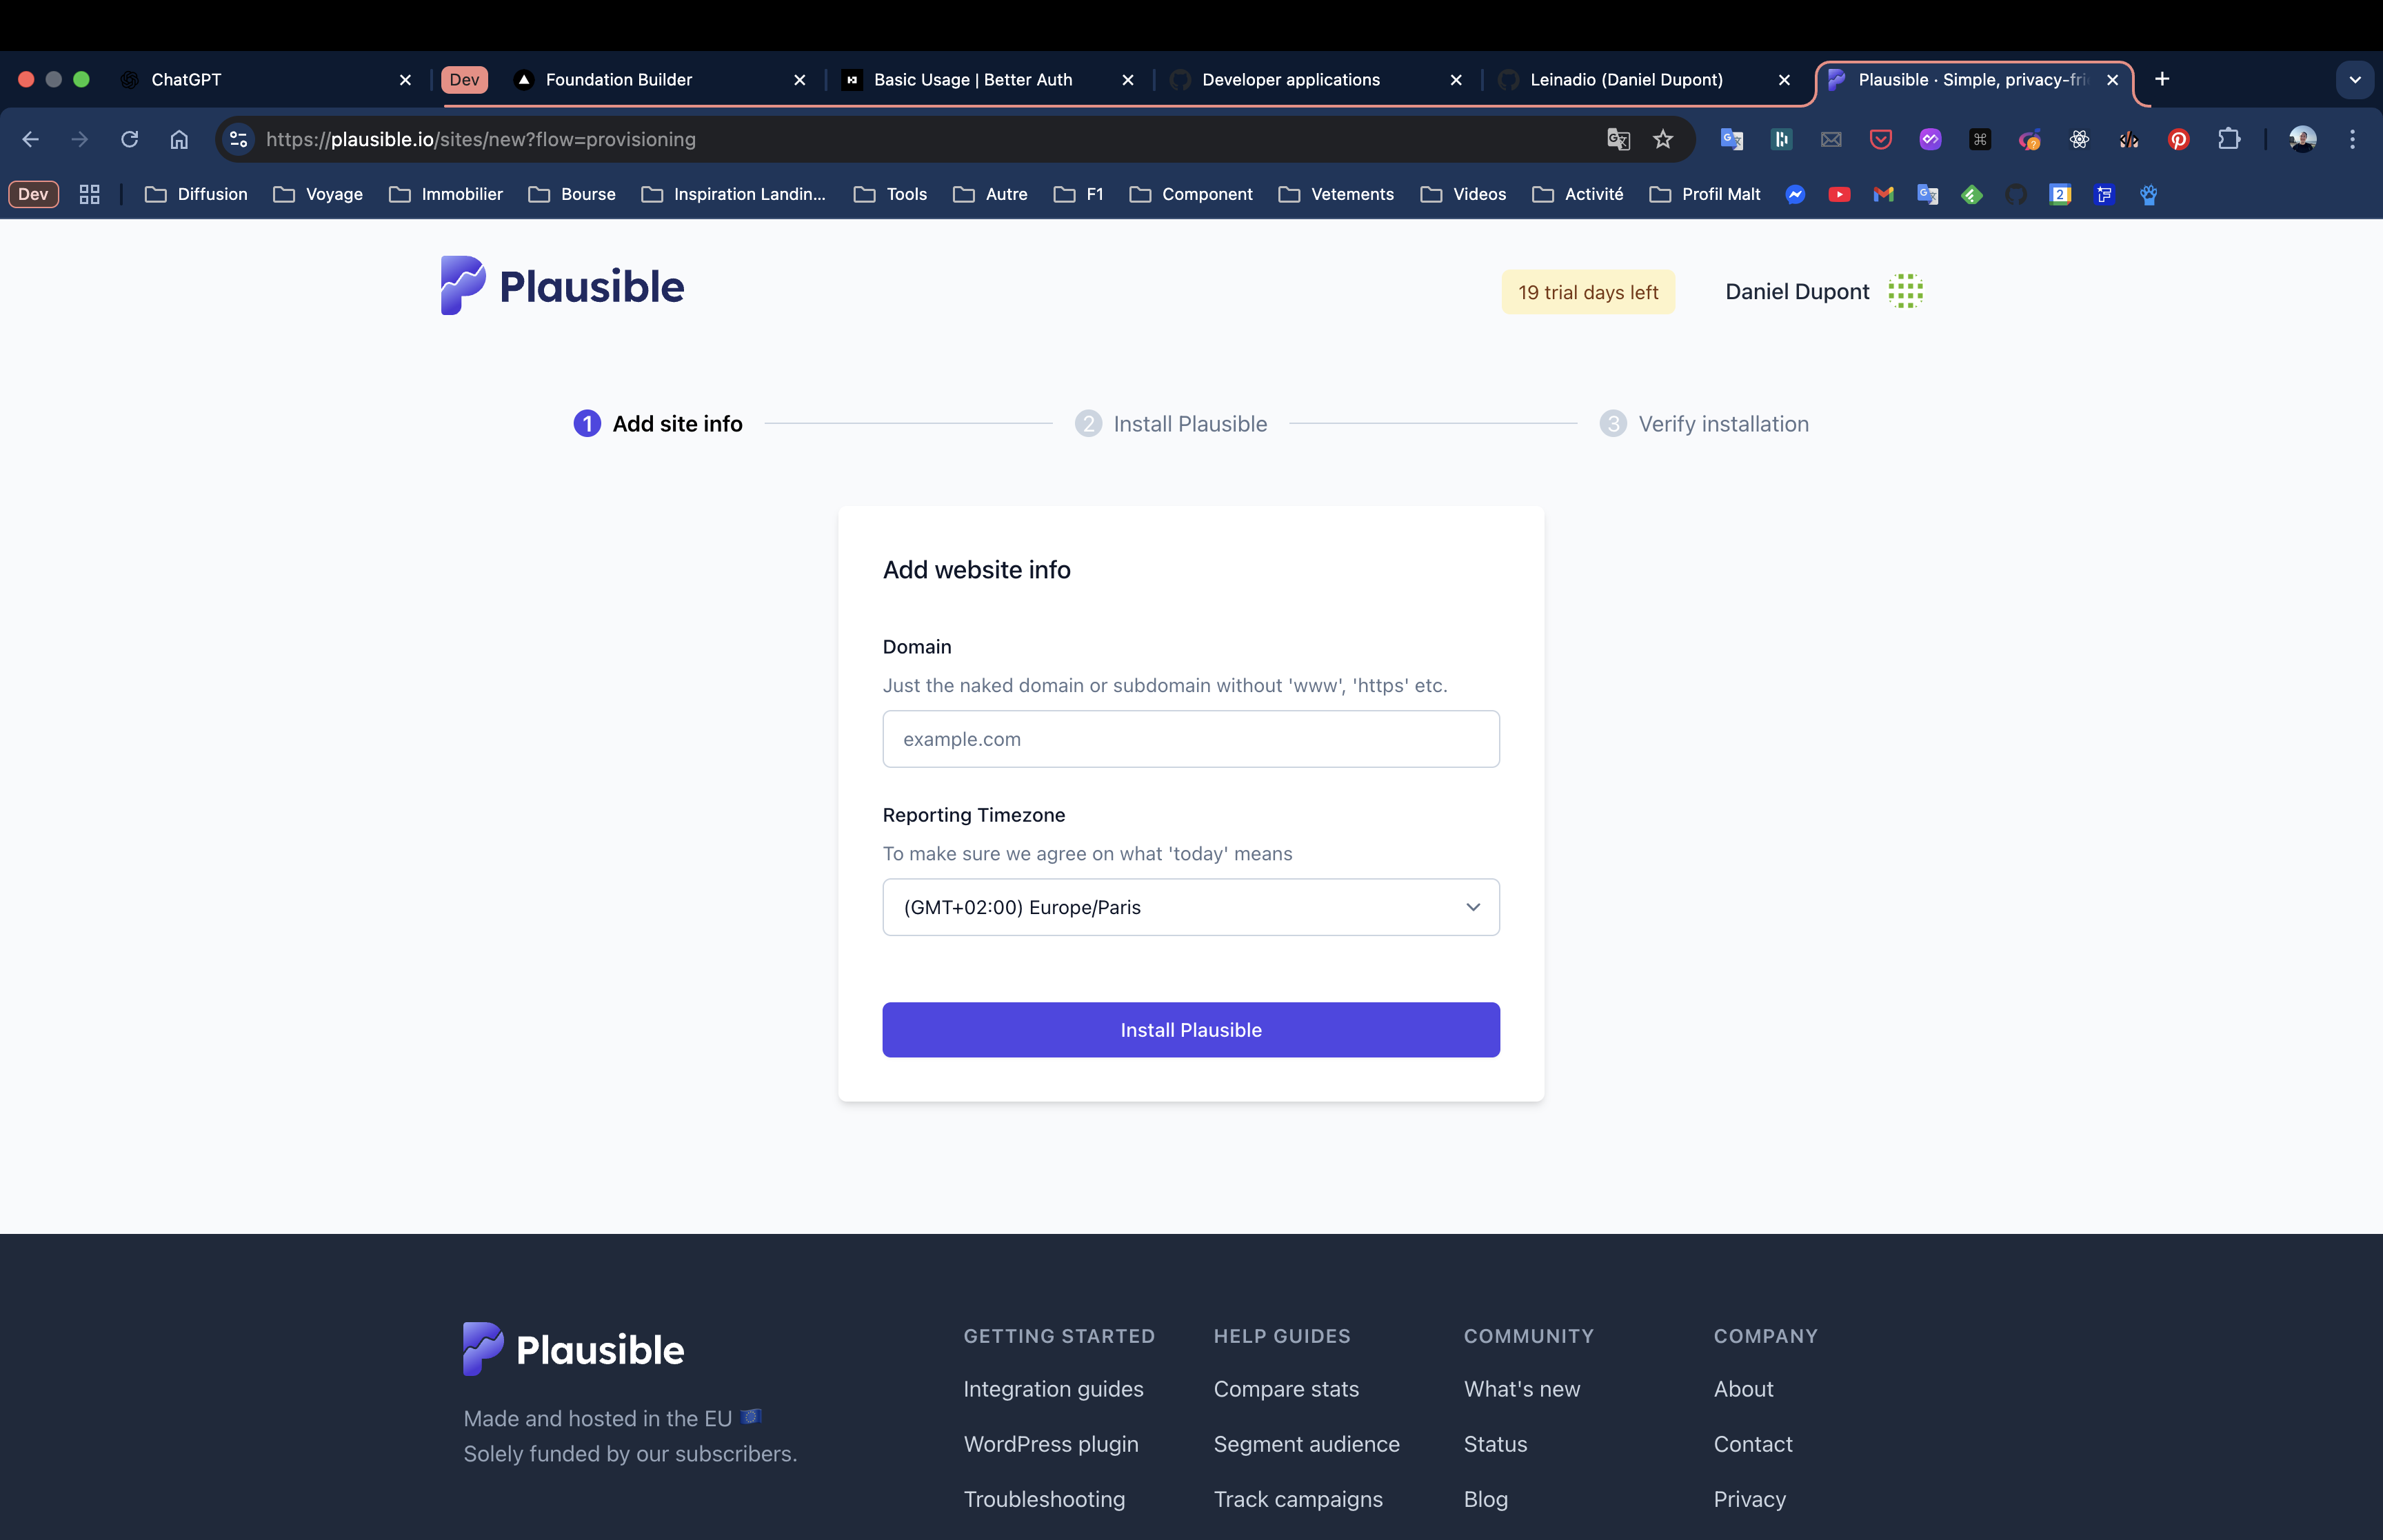 ChatGPT
Dev
Foundation Builder
Basic Usage | Better Auth
Developer applications
Leinadio (Daniel Dupont)
Plausible · Simple, privacy-fri
https://plausible.io/sites/new?flow=provisioning
Dev
Diffusion
Voyage
Immobilier
Bourse
Inspiration Landin...
Tools
Autre
F1
Component
Vetements
Videos
Activité
Profil Malt
Plausible
19 trial days left
Daniel Dupont
1 Add site info
2 Install Plausible
3 Verify installation
Add website info
Domain
Just the naked domain or subdomain without 'www', 'https' etc.
example.com
Reporting Timezone
To make sure we agree on what 'today' means
(GMT+02:00) Europe/Paris
Install Plausible
Plausible
Made and hosted in the EU 🇪🇺
Solely funded by our subscribers.
GETTING STARTED
Integration guides
WordPress plugin
Troubleshooting
HELP GUIDES
Compare stats
Segment audience
Track campaigns
COMMUNITY
What's new
Status
Blog
COMPANY
About
Contact
Privacy